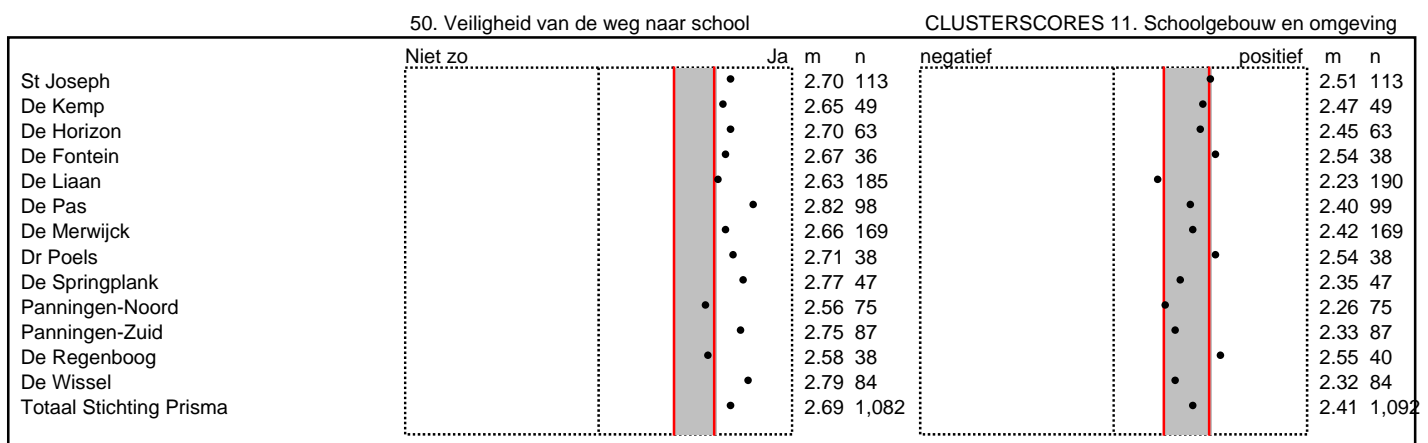 50. Veiligheid van de weg naar school CLUSTERSCORES 11. Schoolgebouw en omgeving
Niet zo Ja m n negatief positief m n
St Joseph 2.70 113 2.51 113
De Kemp 2.65 49 2.47 49
De Horizon 2.70 63 2.45 63
De Fontein 2.67 36 2.54 38
De Liaan 2.63 185 2.23 190
De Pas 2.82 98 2.40 99
De Merwijck 2.66 169 2.42 169
Dr Poels 2.71 38 2.54 38
De Springplank 2.77 47 2.35 47
Panningen-Noord 2.56 75 2.26 75
Panningen-Zuid 2.75 87 2.33 87
De Regenboog 2.58 38 2.55 40
De Wissel 2.79 84 2.32 84
Totaal Stichting Prisma 2.69 1,082 2.41 1,092